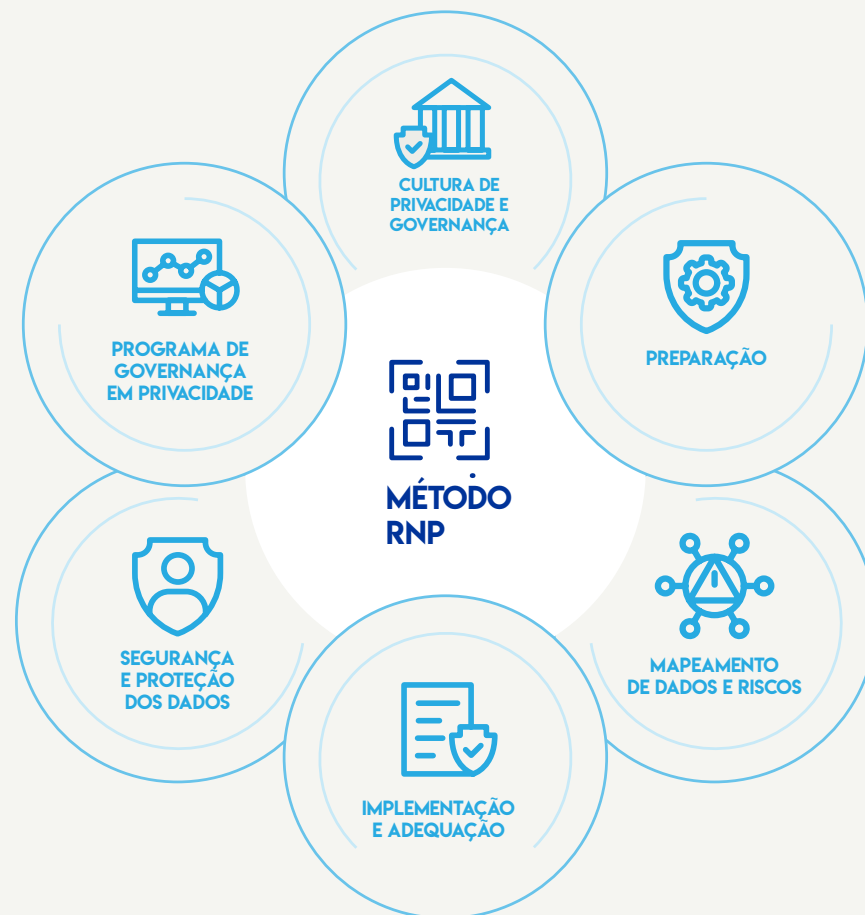 CULTURA DE
PRIVACIDADE E
GOVERNANÇA
PREPARAÇÃO
MAPEAMENTO
DE DADOS E RISCOS
IMPLEMENTAÇÃO
E ADEQUAÇÃO
SEGURANÇA
E PROTEÇÃO
DOS DADOS
PROGRAMA DE
GOVERNANÇA
EM PRIVACIDADE
MÉTODO
RNP